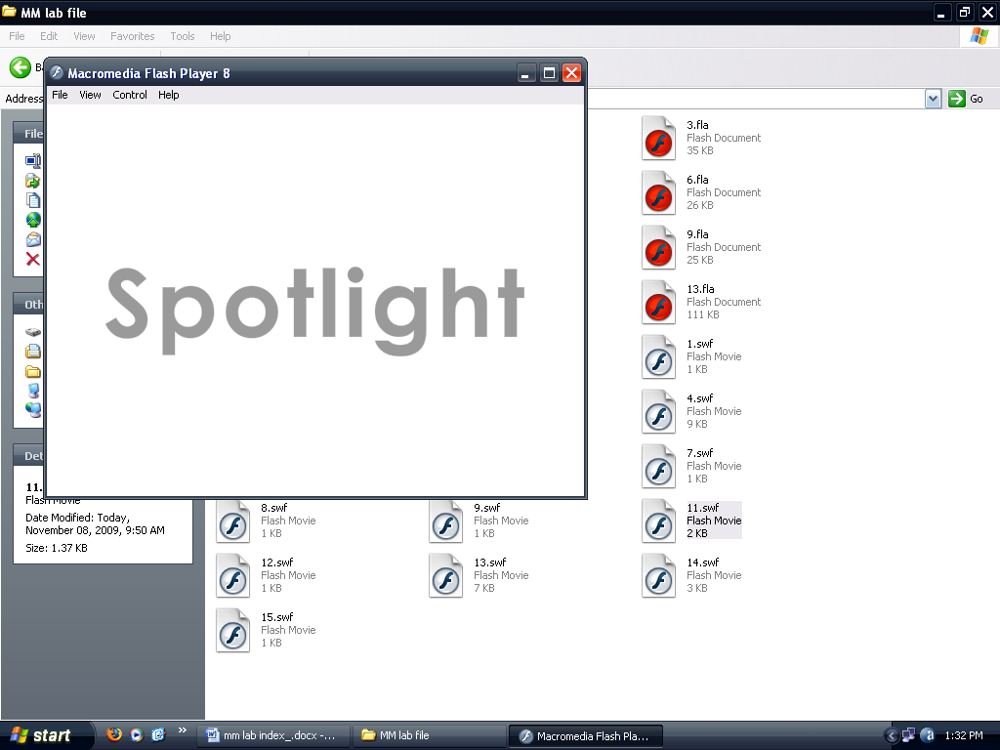 MM lab file
File Edit View Favorites Tools Help
Address
Go
Macromedia Flash Player 8
File View Control Help
Spotlight
File
Oth
Det
11.
Flash Movie
Date Modified: Today,
November 08, 2009, 9:50 AM
Size: 1.37 KB
3.fla
Flash Document
35 KB
6.fla
Flash Document
26 KB
9.fla
Flash Document
25 KB
13.fla
Flash Document
111 KB
1.swf
Flash Movie
1 KB
4.swf
Flash Movie
9 KB
7.swf
Flash Movie
1 KB
8.swf
Flash Movie
1 KB
9.swf
Flash Movie
1 KB
11.swf
Flash Movie
2 KB
12.swf
Flash Movie
1 KB
13.swf
Flash Movie
7 KB
14.swf
Flash Movie
3 KB
15.swf
Flash Movie
1 KB
start
mm lab index_.docx -...
MM lab file
Macromedia Flash Pla...
1:32 PM